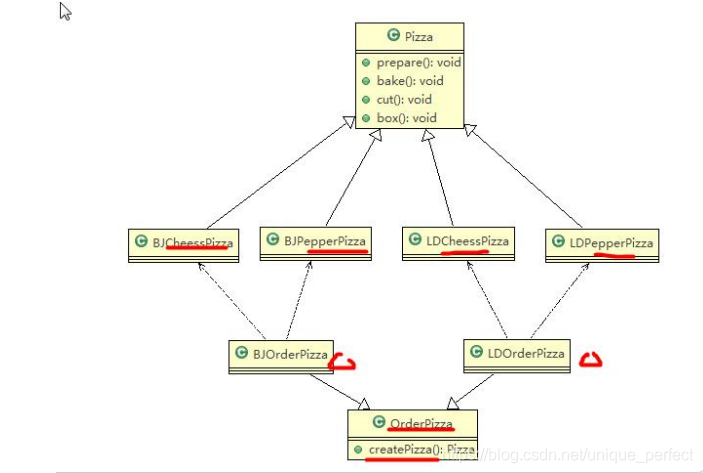 C Pizza
prepare(): void
bake(): void
cut(): void
box(): void
C BJCheessPizza
C BJPepperPizza
C LDCheessPizza
C LDPepperPizza
C BJOrderPizza
C LDOrderPizza
C OrderPizza
createPizza(): Pizza
https://blog.csdn.net/unique_perfect